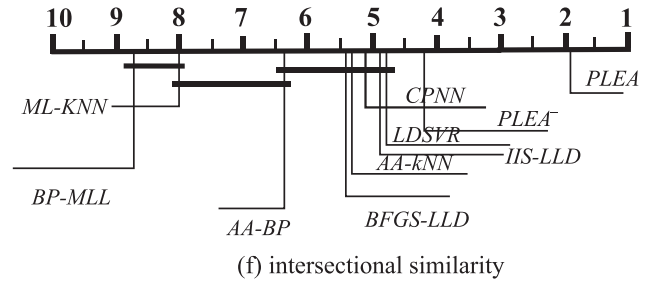 10 9 8 7 6 5 4 3 2 1
PLEA
ML-KNN
CPNN
PLEA⁻
LDSVR
IIS-LLD
AA-kNN
BP-MLL
BFGS-LLD
AA-BP
(f) intersectional similarity